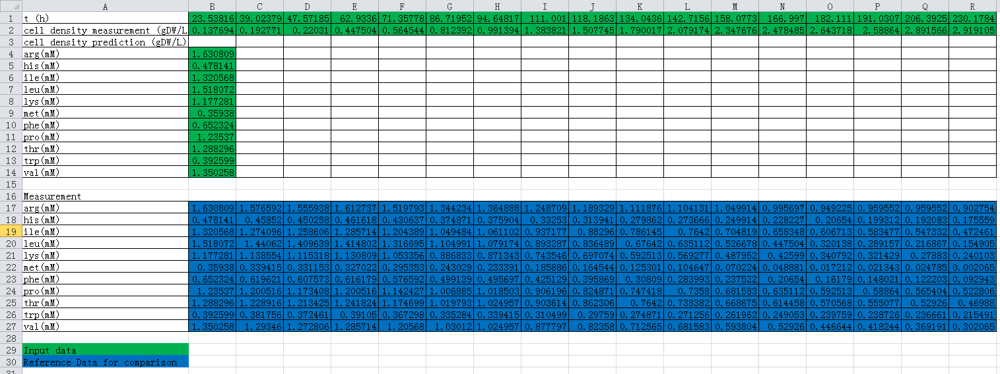 A B C D E F G H I J K L M N O P Q R
1 t (h) 23.53816 39.02379 47.57185 62.9336 71.35778 86.71952 94.64817 111.001 118.1863 134.0436 142.7156 158.0773 166.997 182.111 191.0307 206.3925 230.1784
2 cell density measurement (gDW/L 0.137694 0.192771 0.22031 0.447504 0.564544 0.812392 0.991394 1.383821 1.507745 1.790017 2.079174 2.347676 2.478485 2.643718 2.58864 2.891566 2.919105
3 cell density prediction (gDW/L)
4 arg(mM) 1.630809
5 his(mM) 0.478141
6 ile(mM) 1.320568
7 leu(mM) 1.518072
8 lys(mM) 1.177281
9 met(mM) 0.35938
10 phe(mM) 0.652324
11 pro(mM) 1.23537
12 thr(mM) 1.288296
13 trp(mM) 0.392599
14 val(mM) 1.350258
15
16 Measurement
17 arg(mM) 1.630809 1.576592 1.555938 1.612737 1.519793 1.344234 1.364888 1.248709 1.189329 1.111876 1.104131 1.049914 0.995697 0.949225 0.959552 0.959552 0.902754
18 his(mM) 0.478141 0.45852 0.450258 0.461618 0.430637 0.374871 0.375904 0.33253 0.313941 0.279862 0.273666 0.249914 0.228227 0.20654 0.199312 0.192083 0.175559
19 ile(mM) 1.320568 1.274096 1.258606 1.285714 1.204389 1.049484 1.061102 0.937177 0.88296 0.786145 0.7642 0.704819 0.658348 0.606713 0.583477 0.547332 0.472461
20 leu(mM) 1.518072 1.44062 1.409639 1.414802 1.316695 1.104991 1.079174 0.893287 0.836489 0.67642 0.635112 0.526678 0.447504 0.320138 0.289157 0.216867 0.154905
21 lys(mM) 1.177281 1.138554 1.115318 1.130809 1.053356 0.886833 0.871343 0.743546 0.697074 0.592513 0.569277 0.487952 0.42599 0.340792 0.321429 0.27883 0.240103
22 met(mM) 0.35938 0.339415 0.331153 0.327022 0.295353 0.243029 0.233391 0.185886 0.164544 0.125301 0.104647 0.070224 0.048881 0.017212 0.021343 0.024785 0.002065
23 phe(mM) 0.652324 0.619621 0.607573 0.616179 0.576592 0.499139 0.495697 0.425129 0.395869 0.30809 0.283993 0.237522 0.20654 0.16179 0.148021 0.122203 0.092943
24 pro(mM) 1.23537 1.200516 1.173408 1.200516 1.142427 1.006885 1.018503 0.906196 0.824871 0.747418 0.7358 0.681583 0.635112 0.592513 0.58864 0.565404 0.522806
25 thr(mM) 1.288296 1.228916 1.213425 1.241824 1.174699 1.019793 1.024957 0.903614 0.862306 0.7642 0.738382 0.668675 0.614458 0.570568 0.555077 0.52926 0.46988
26 trp(mM) 0.392599 0.381756 0.372461 0.39105 0.367298 0.335284 0.339415 0.310499 0.29759 0.274871 0.271256 0.261962 0.249053 0.239759 0.238726 0.236661 0.215491
27 val(mM) 1.350258 1.29346 1.272806 1.285714 1.20568 1.03012 1.024957 0.877797 0.82358 0.712565 0.681583 0.593804 0.52926 0.446644 0.418244 0.369191 0.302065
28
29 Input data
30 Reference Data for comparison
31